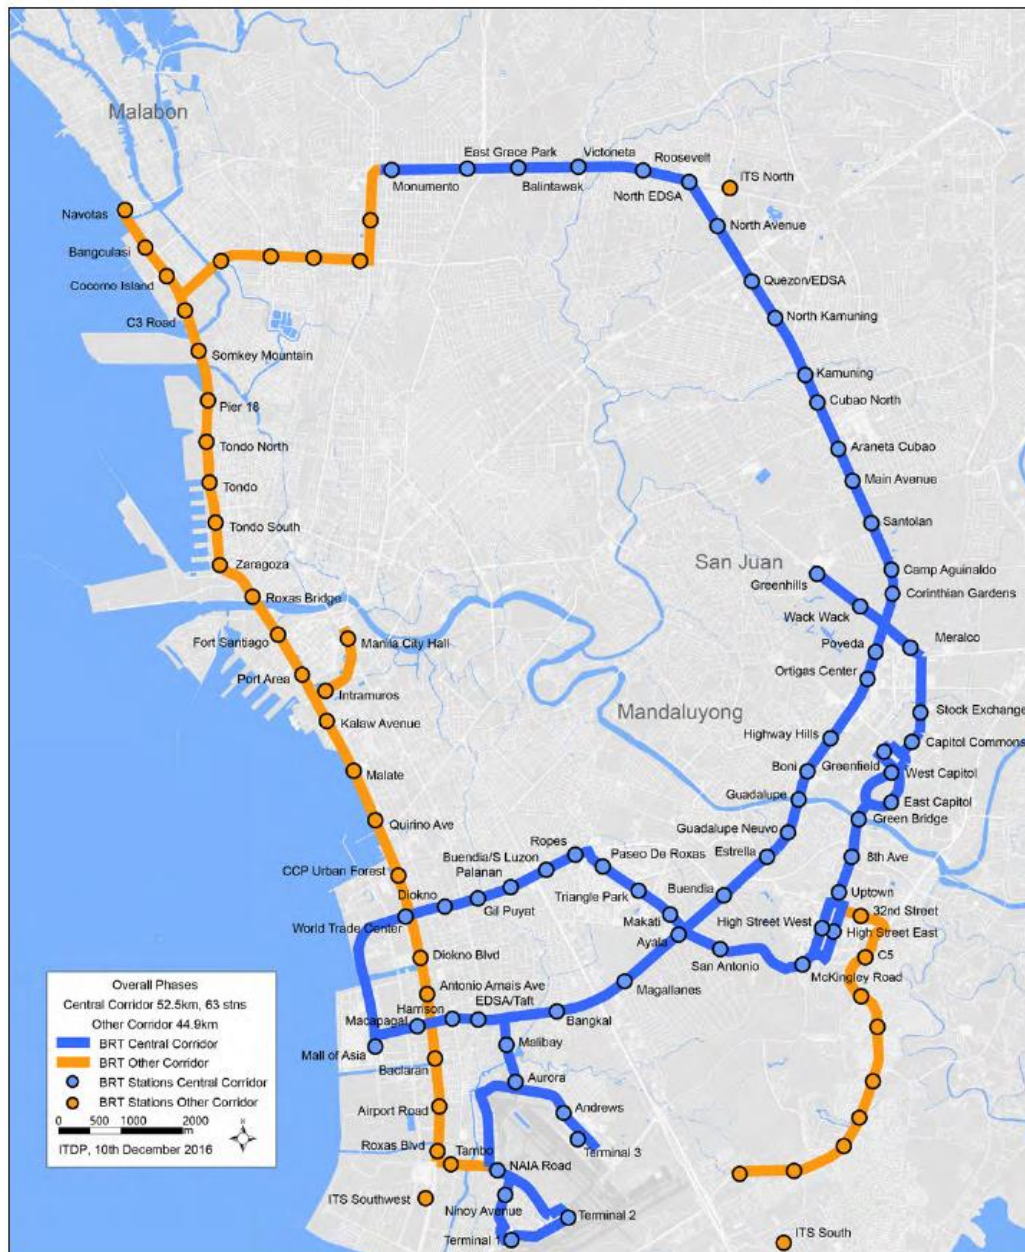 Malabon
East Grace Park
Victoneta
Roosevelt
ITS North
Monumento
Balintawak
North EDSA
North Avenue
Navotas
Bangculasi
Cocomo Island
C3 Road
Quezon/EDSA
North Kamuning
Somkey Mountain
Kamuning
Pier 18
Cubao North
Tondo North
Araneta Cubao
Tondo
Main Avenue
Tondo South
Santolan
Zaragoza
San Juan
Camp Aguinaldo
Greenhills
Corinthian Gardens
Roxas Bridge
Wack Wack
Fort Santiago
Manila City Hall
Poveda
Meralco
Port Area
Ortigas Center
Intramuros
Kalaw Avenue
Mandaluyong
Stock Exchange
Highway Hills
Capitol Commons
Malate
Boni
Greenfield
West Capitol
Guadalupe
East Capitol
Quirino Ave
Green Bridge
Ropes
Guadalupe Neuvo
Buendia/S Luzon
Paseo De Roxas
Estrella
8th Ave
CCP Urban Forest
Palanan
Diokno
Triangle Park
Buendia
Uptown
Gil Puyat
World Trade Center
Makati
High Street West
32nd Street
Ayala
High Street East
San Antonio
C5
Diokno Blvd
McKingley Road
Antonio Arnais Ave
Magallanes
Harrison
EDSA/Taft
Macapagal
Bangkal
Mall of Asia
Malibay
Baclaran
Aurora
Airport Road
Andrews
Roxas Blvd
Tambo
Terminal 3
NAIA Road
ITS Southwest
Ninoy Avenue
Terminal 2
Terminal 1
ITS South
Overall Phases
Central Corridor 52.5km, 63 stns
Other Corridor 44.9km
BRT Central Corridor
BRT Other Corridor
BRT Stations Central Corridor
BRT Stations Other Corridor
0 500 1000 2000
m
N
ITDP, 10th December 2016